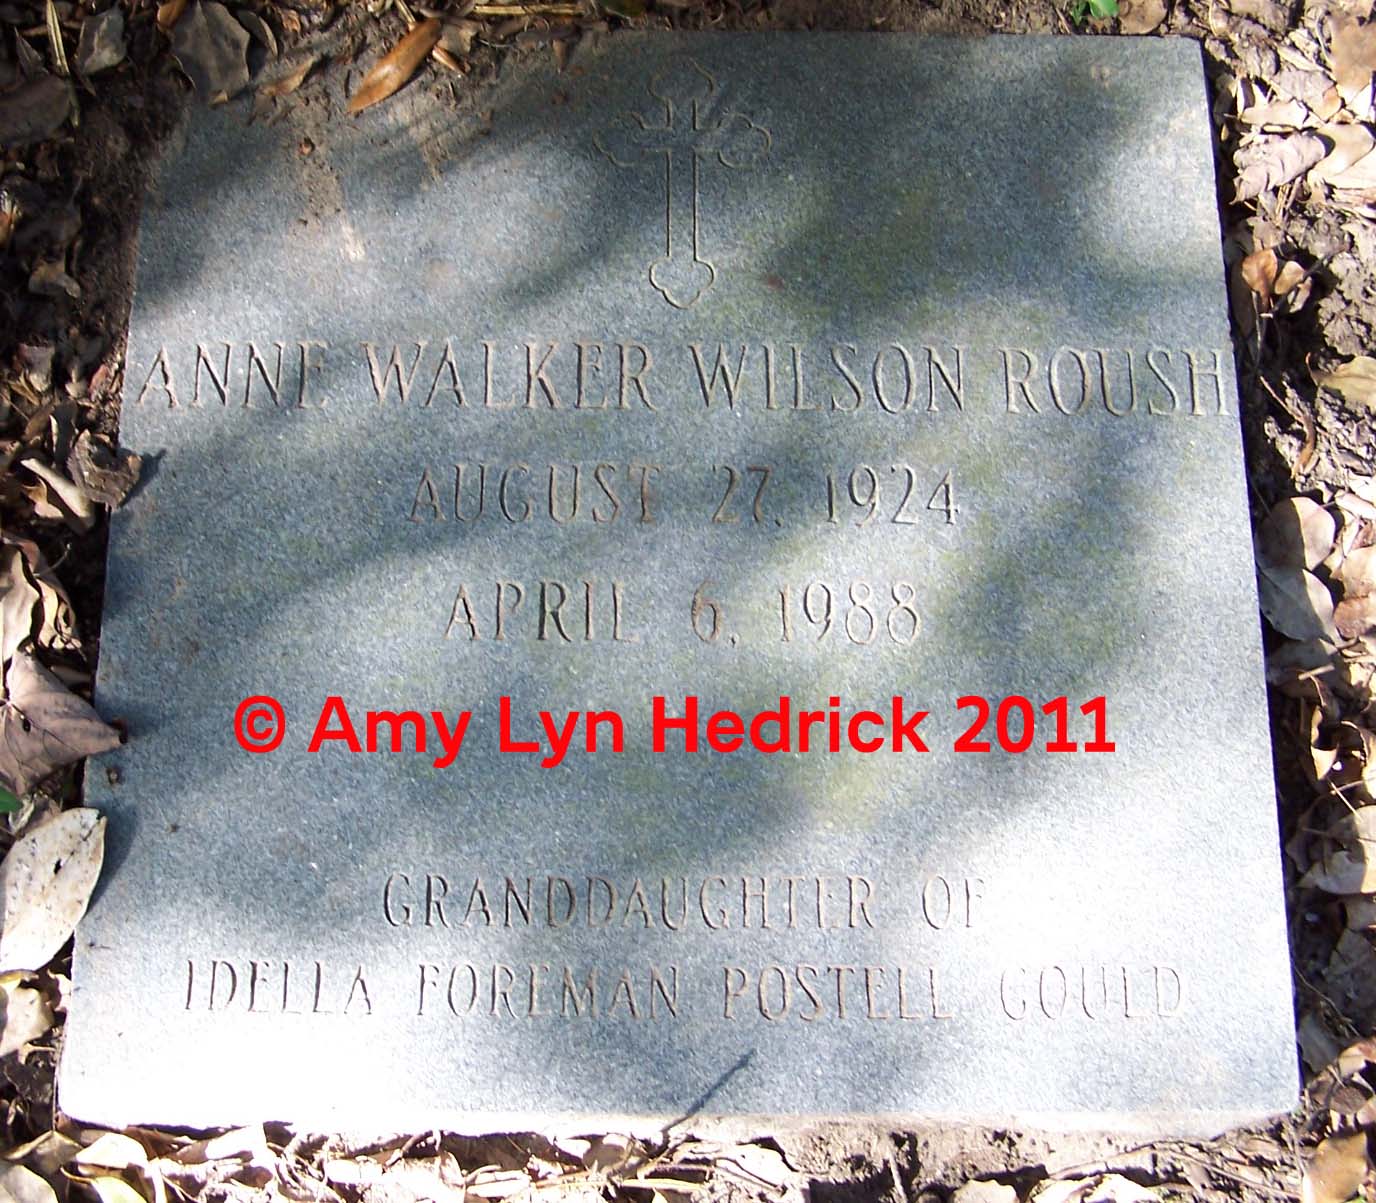 ANNE WALKER WILSON ROUSH
AUGUST 27, 1924
APRIL 6, 1988
© Amy Lyn Hedrick 2011
GRANDDAUGHTER OF
IDELLA FOREMAN POSTELL GOULD